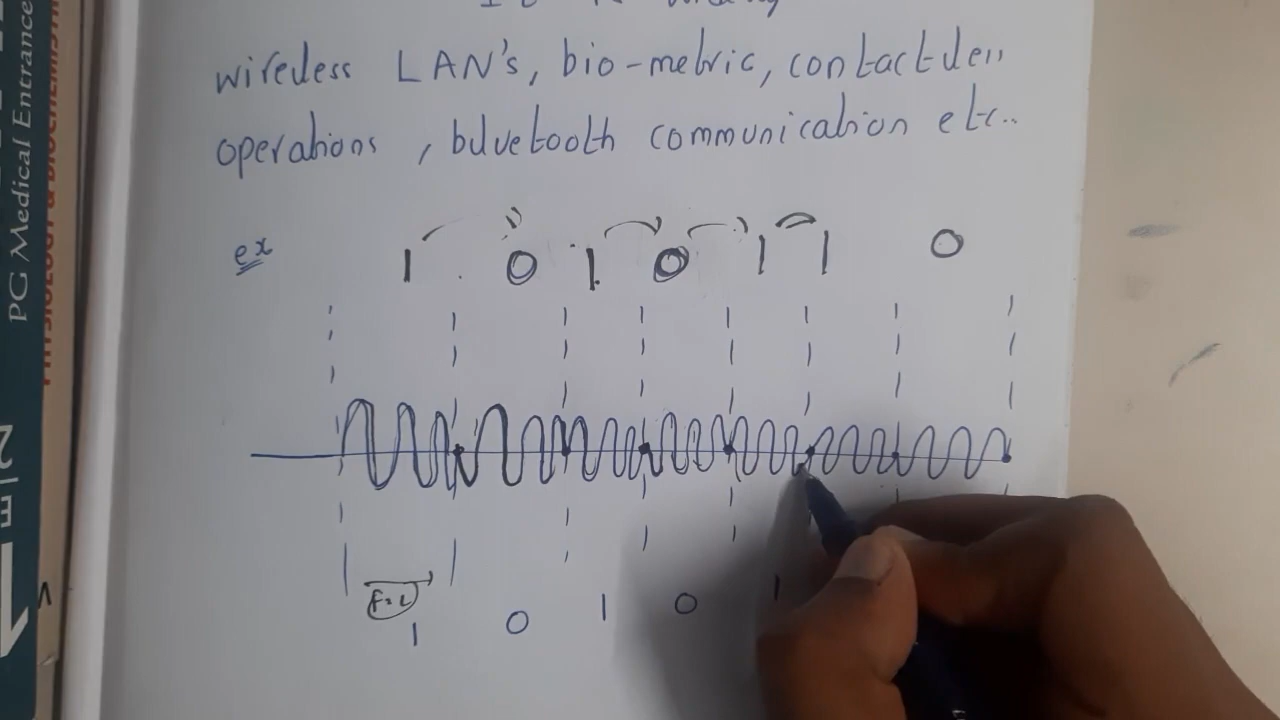 wireless LAN's, bio-metric, contactless
operations, bluetooth communication etc..
ex 1 0 1 0 1 1 0
1 0 1 0 1
PG Medical Entrance